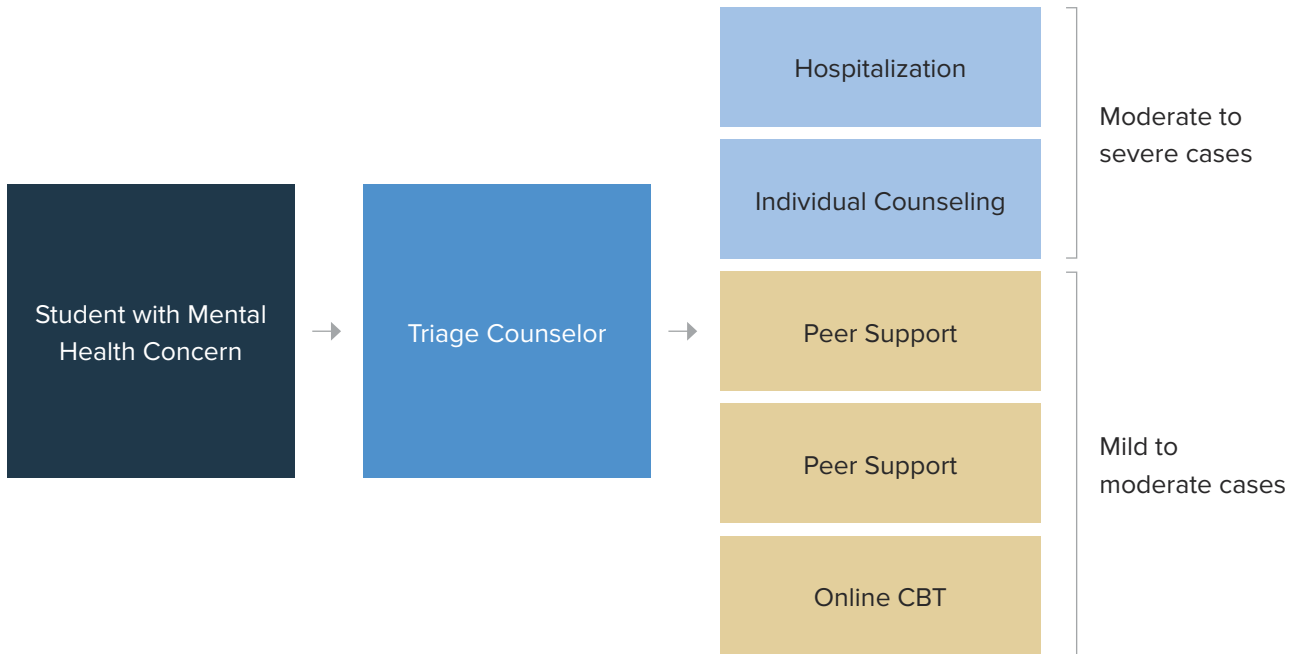 Student with Mental
Health Concern
Triage Counselor
Hospitalization
Individual Counseling
Peer Support
Peer Support
Online CBT
Moderate to
severe cases
Mild to
moderate cases